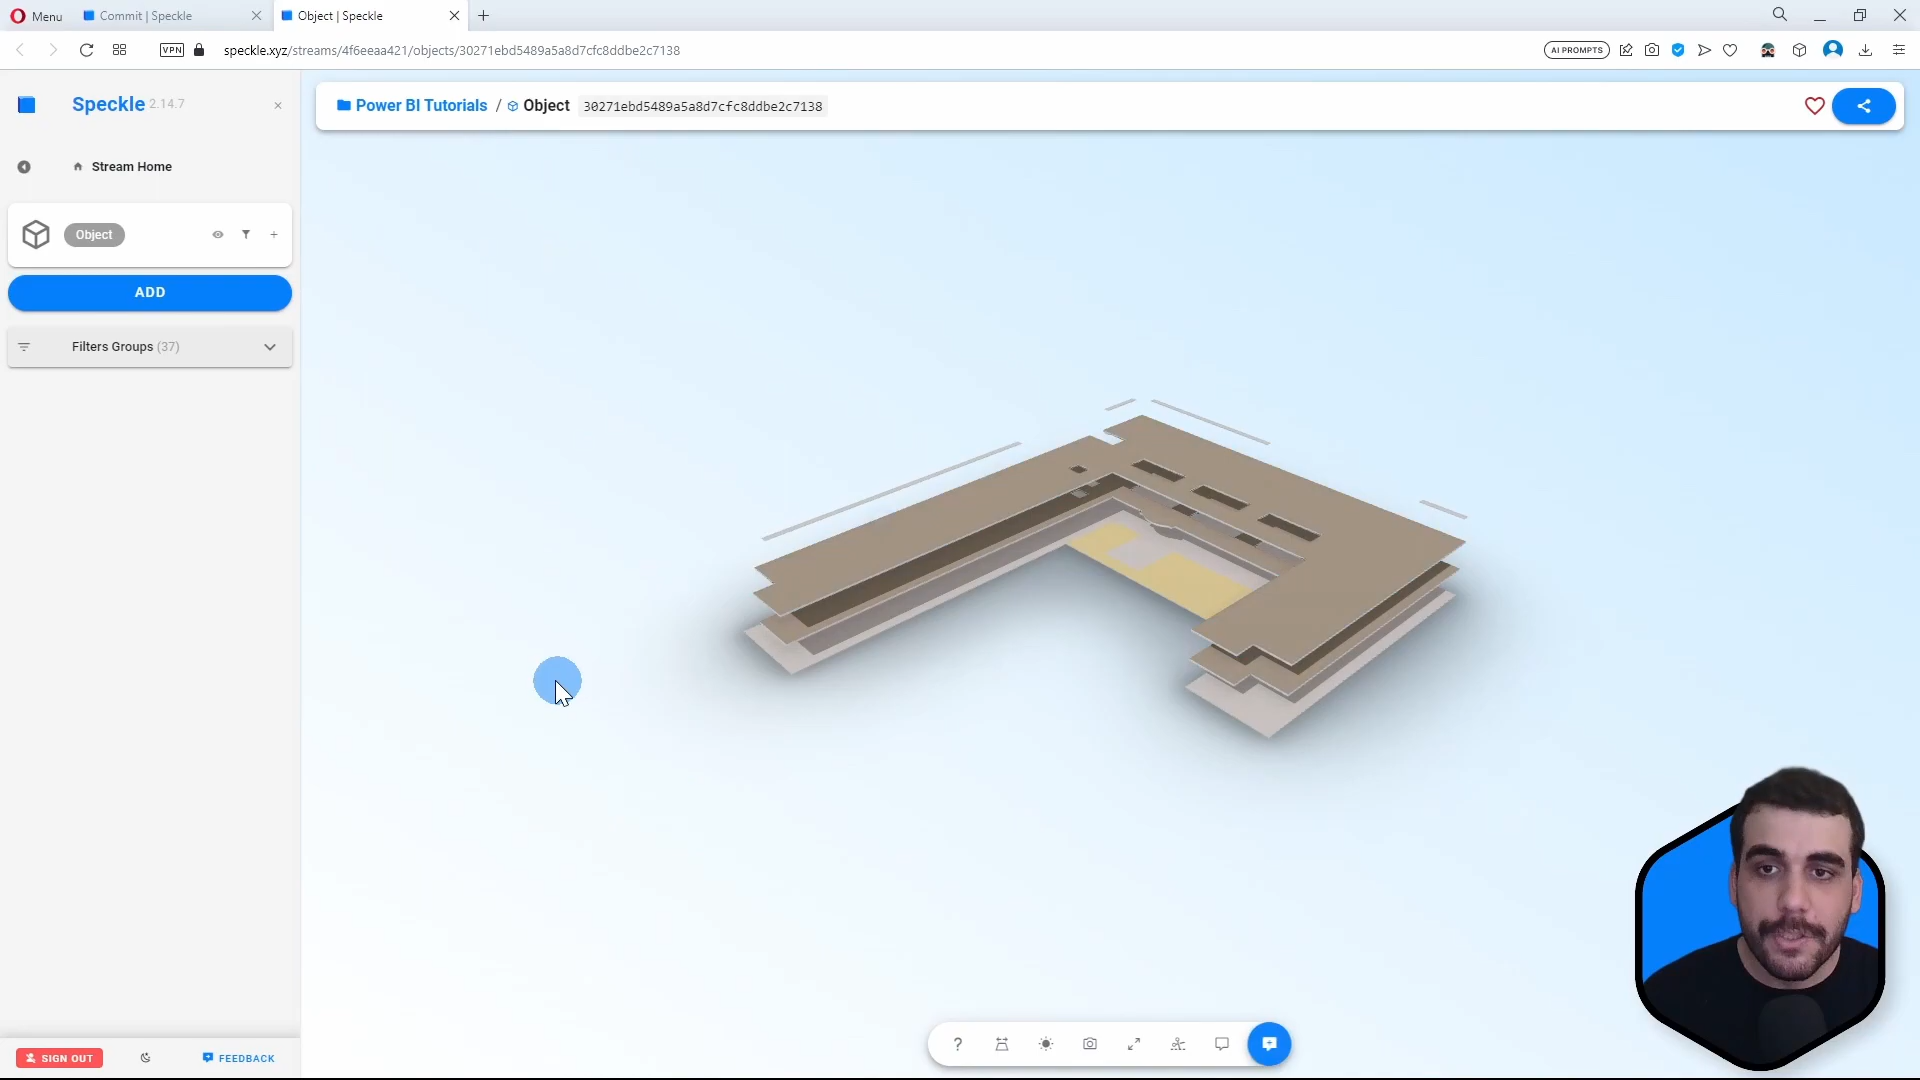 Menu
Commit | Speckle
Object | Speckle
VPN
speckle.xyz/streams/4f6eeaa421/objects/30271ebd5489a5a8d7cfc8ddbe2c7138
AI PROMPTS
Speckle 2.14.7
Power BI Tutorials / Object 30271ebd5489a5a8d7cfc8ddbe2c7138
Stream Home
Object
ADD
Filters Groups (37)
SIGN OUT
FEEDBACK
?